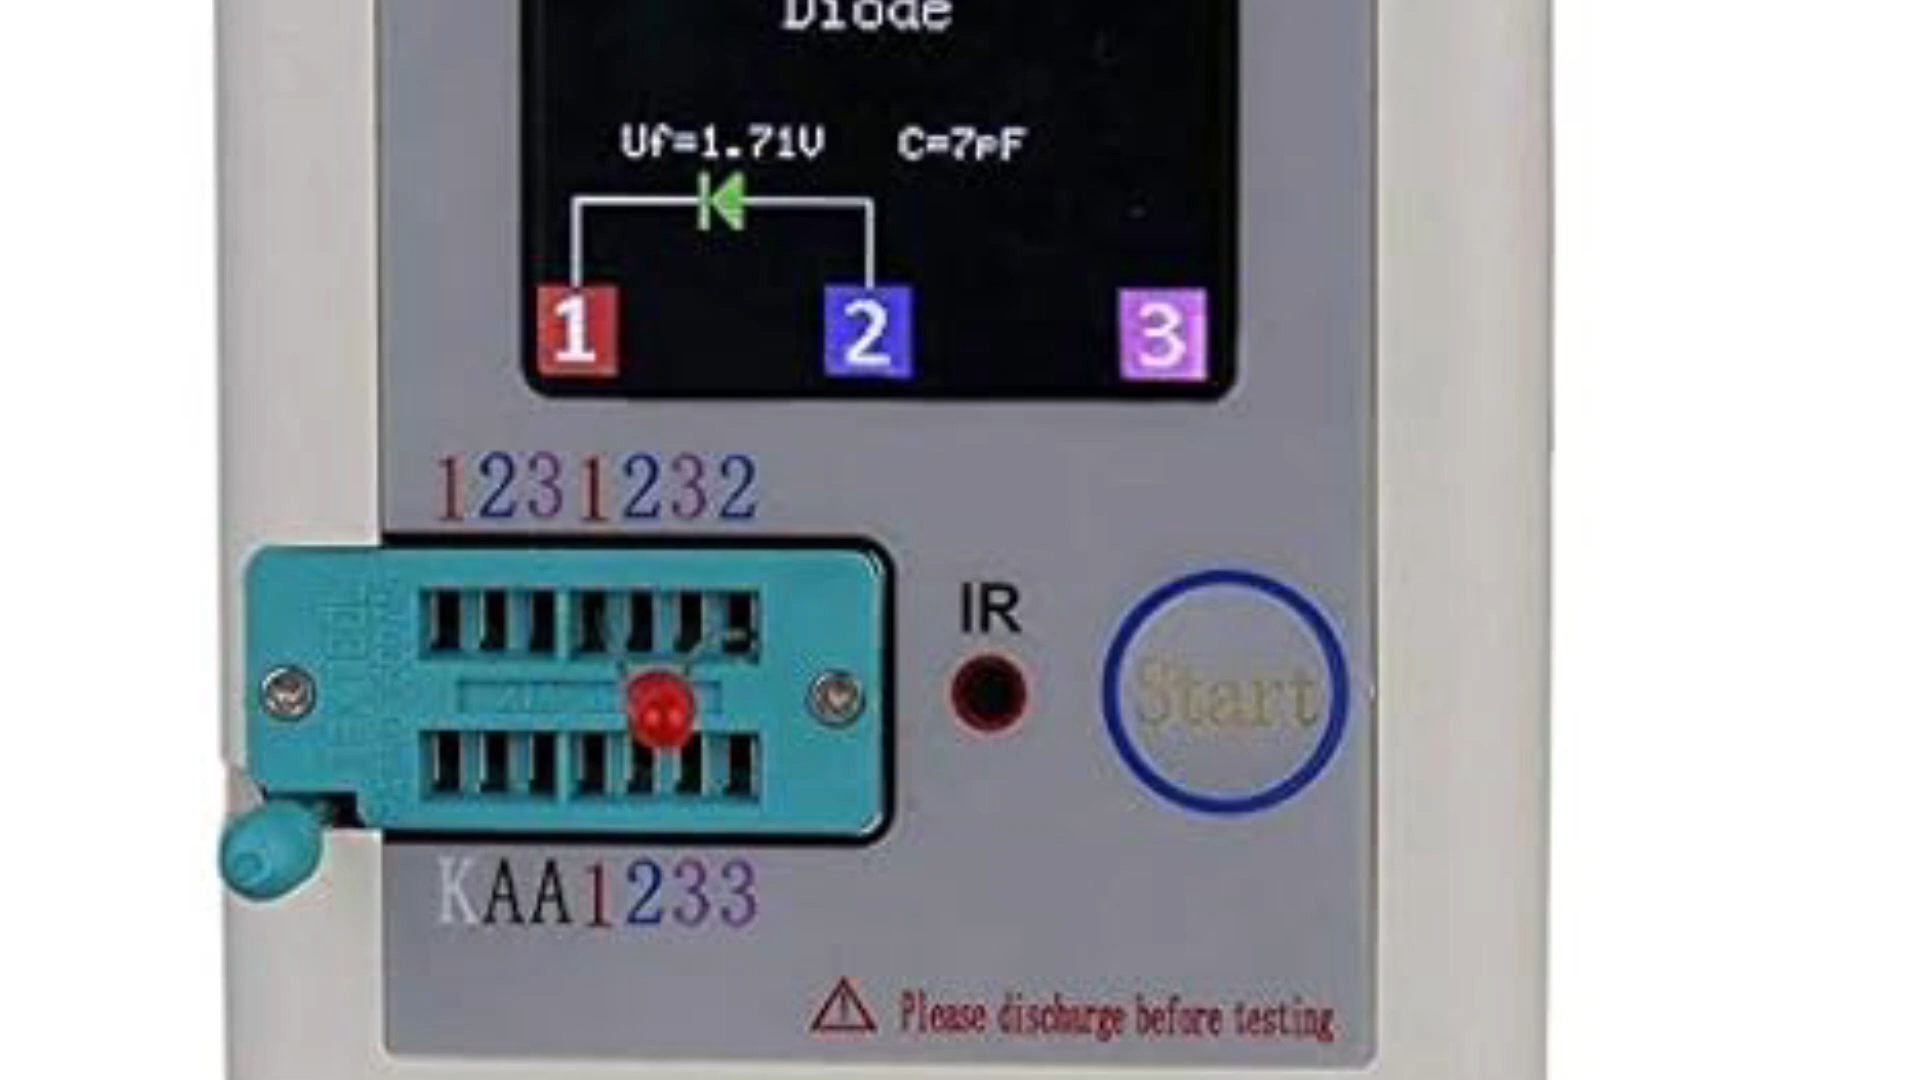 Diode
Uf=1.71V C=7pF
1 2 3
1231232
IR
Start
KAA1233
Please discharge before testing